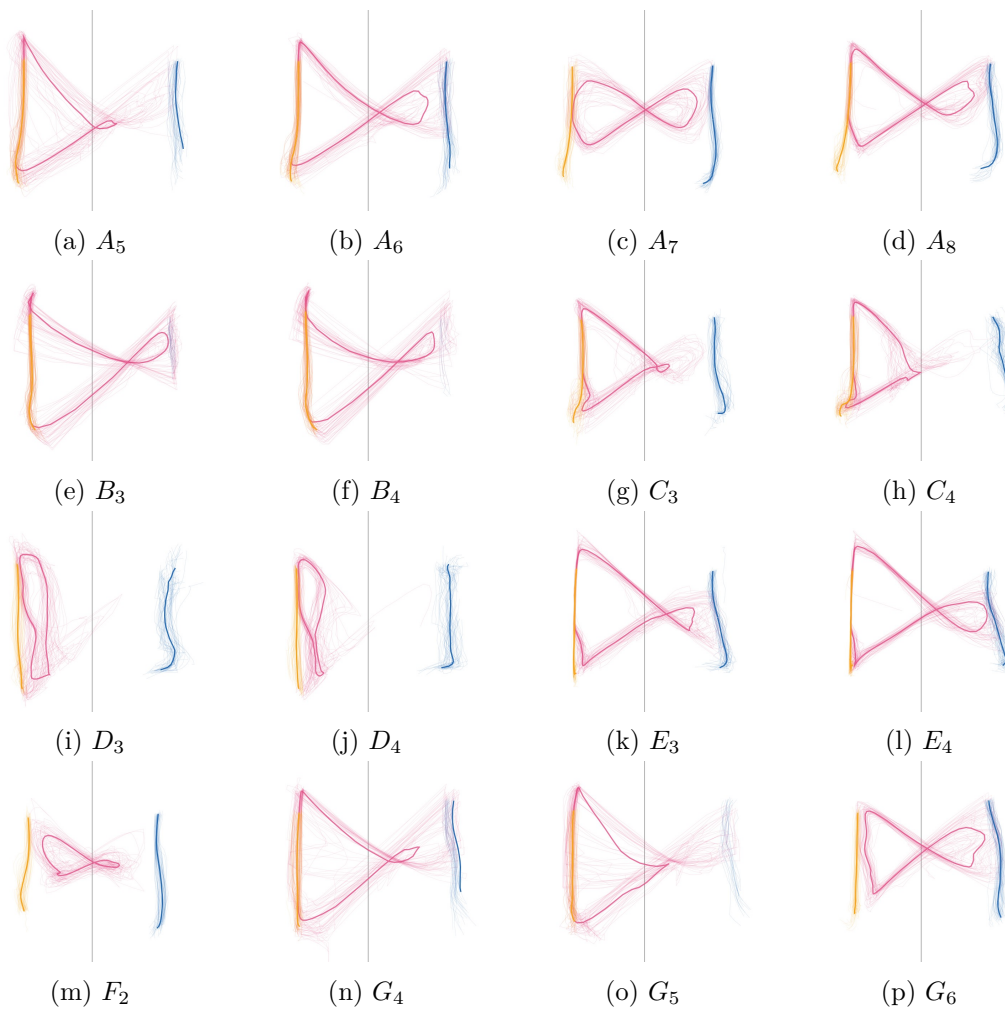 (a) A5
(b) A6
(c) A7
(d) A8
(e) B3
(f) B4
(g) C3
(h) C4
(i) D3
(j) D4
(k) E3
(l) E4
(m) F2
(n) G4
(o) G5
(p) G6